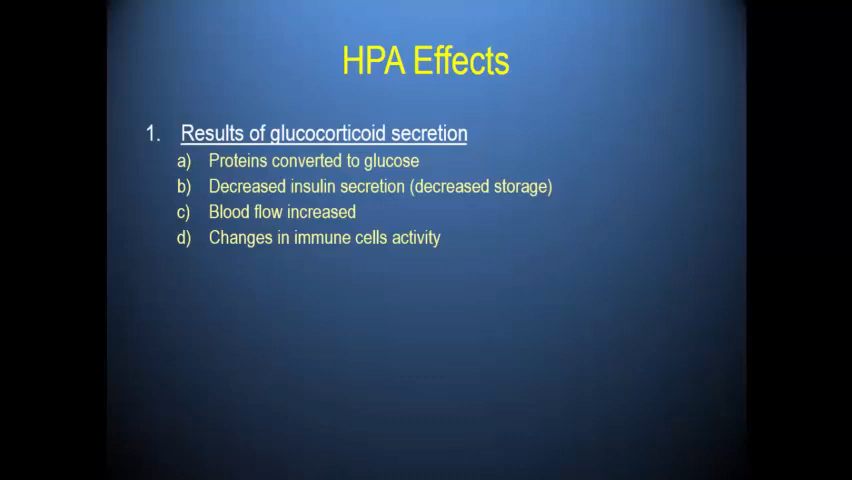 HPA Effects
1. Results of glucocorticoid secretion
a) Proteins converted to glucose
b) Decreased insulin secretion (decreased storage)
c) Blood flow increased
d) Changes in immune cells activity